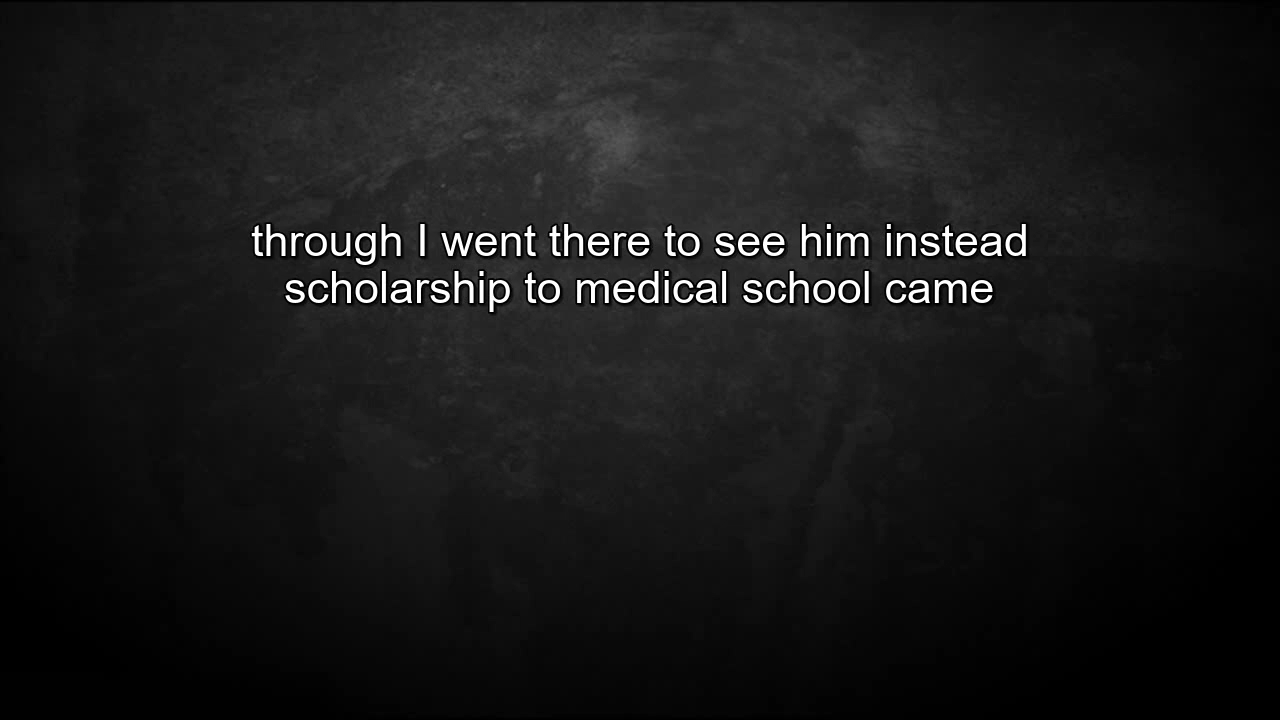 through I went there to see him instead
scholarship to medical school came